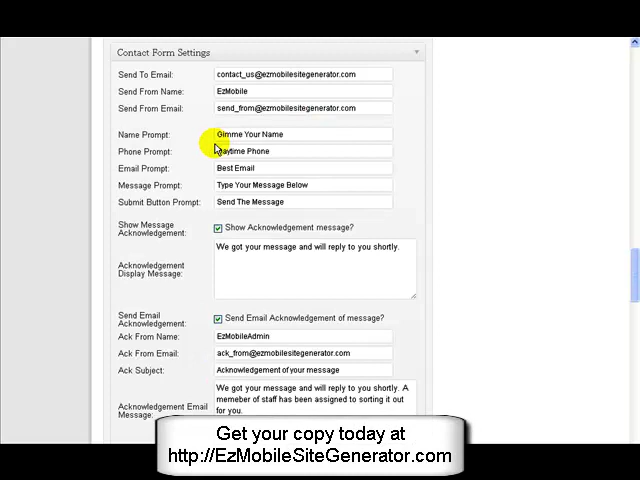 Contact Form Settings
Send To Email: contact_us@ezmobilesitegenerator.com
Send From Name: EzMobile
Send From Email: send_from@ezmobilesitegenerator.com
Name Prompt: Gimme Your Name
Phone Prompt: Daytime Phone
Email Prompt: Best Email
Message Prompt: Type Your Message Below
Submit Button Prompt: Send The Message
Show Message
Acknowledgement: Show Acknowledgement message?
We got your message and will reply to you shortly.
Acknowledgement
Display Message:
Send Email
Acknowledgement: Send Email Acknowledgement of message?
Ack From Name: EzMobileAdmin
Ack From Email: ack_from@ezmobilesitegenerator.com
Ack Subject: Acknowledgement of your message
We got your message and will reply to you shortly. A
memeber of staff has been assigned to sorting it out
for you.
Acknowledgement Email
Message:
Get your copy today at
http://EzMobileSiteGenerator.com